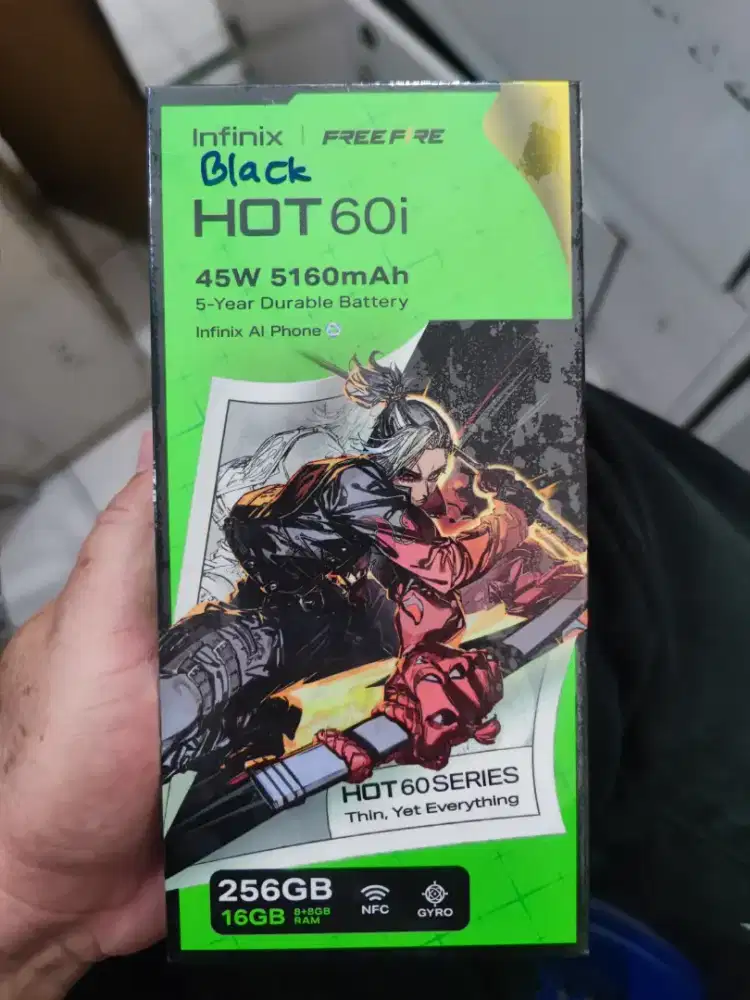 Infinix | FREE FIRE
Black
HOT 60i
45W 5160mAh
5-Year Durable Battery
Infinix AI Phone
HOT 60 SERIES
Thin, Yet Everything
256GB
16GB 8+8GB RAM
NFC
GYRO